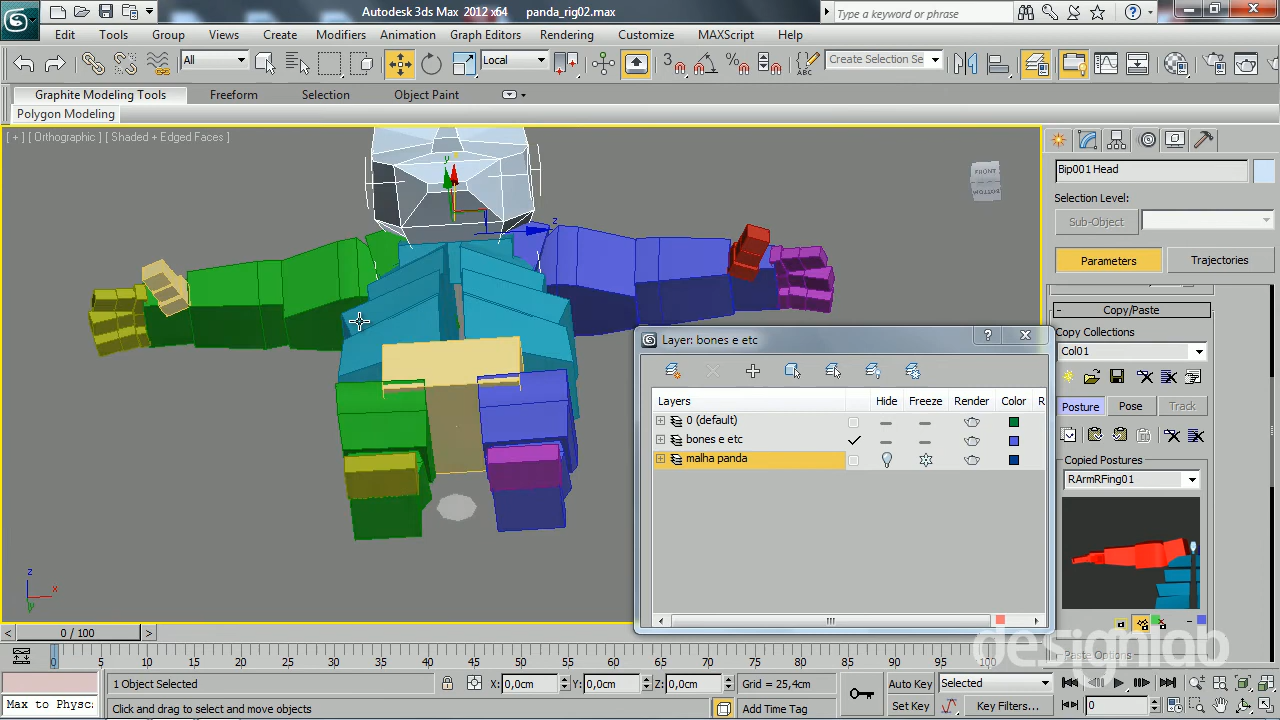 Autodesk 3ds Max 2012 x64 panda_rig02.max
Type a keyword or phrase
Edit Tools Group Views Create Modifiers Animation Graph Editors Rendering Customize MAXScript Help
All
Local
Create Selection Se
Graphite Modeling Tools Freeform Selection Object Paint
Polygon Modeling
[ + ] [ Orthographic ] [ Shaded + Edged Faces ]
FRONT
BOTTOM
y
z
Bip001 Head
Selection Level:
Sub-Object
Parameters Trajectories
Copy/Paste
Copy Collections
Col01
Posture Pose Track
Copied Postures
RArmRFing01
Paste Options
Layer: bones e etc
Layers Hide Freeze Render Color R
0 (default)
bones e etc
malha panda
z
x
y
0 / 100
0 5 10 15 20 25 30 35 40 45 50 55 60 65 70 75 80 85 90 95 100
designlab
1 Object Selected X: 0,0cm Y: 0,0cm Z: 0,0cm Grid = 25,4cm Auto Key Selected
Max to Physc
Click and drag to select and move objects Add Time Tag Set Key Key Filters... 0